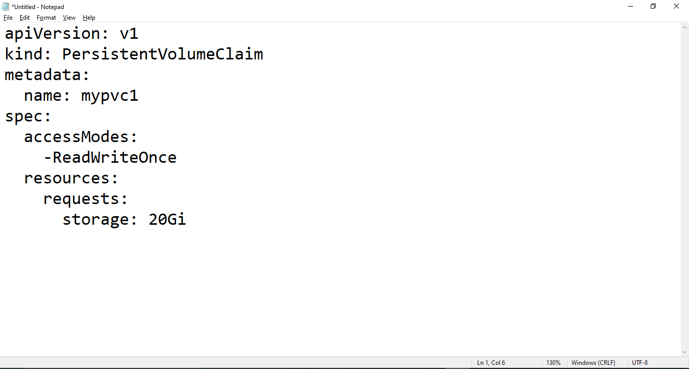 *Untitled - Notepad
File Edit Format View Help
apiVersion: v1
kind: PersistentVolumeClaim
metadata:
  name: mypvc1
spec:
  accessModes:
    -ReadWriteOnce
  resources:
    requests:
      storage: 20Gi
Ln 1, Col 6 130% Windows (CRLF) UTF-8